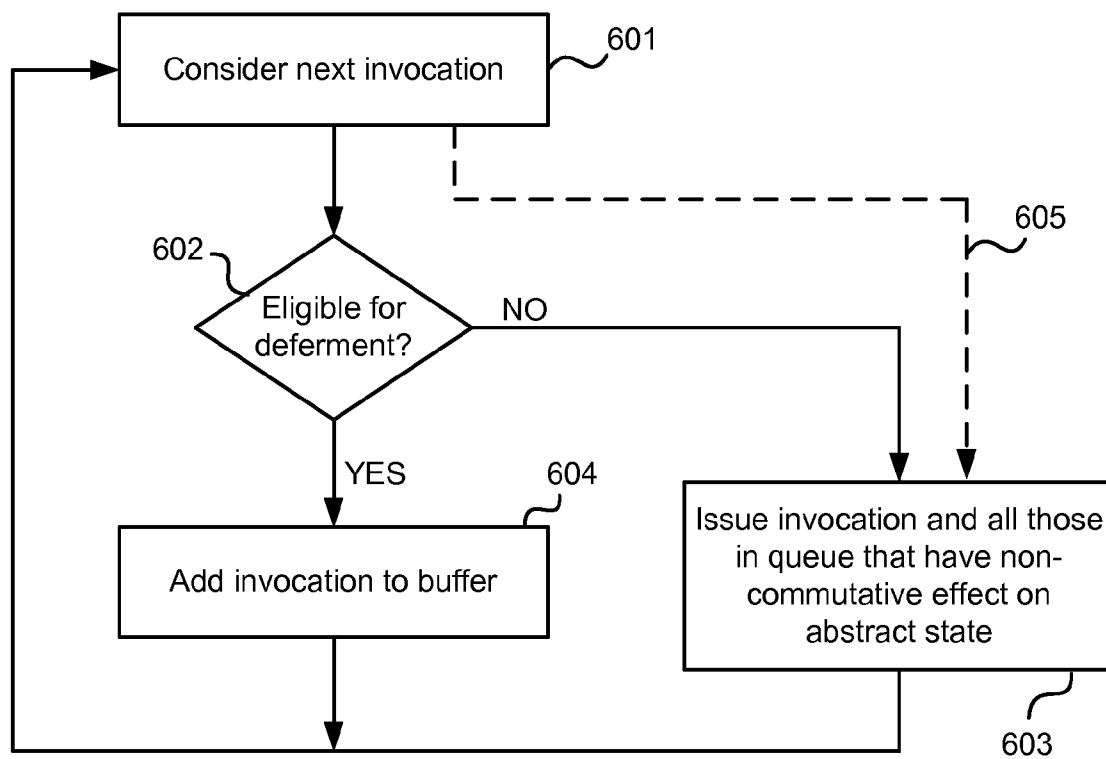 601
Consider next invocation
605
602
Eligible for
deferment?
NO
YES
604
Add invocation to buffer
Issue invocation and all those
in queue that have non-
commutative effect on
abstract state
603